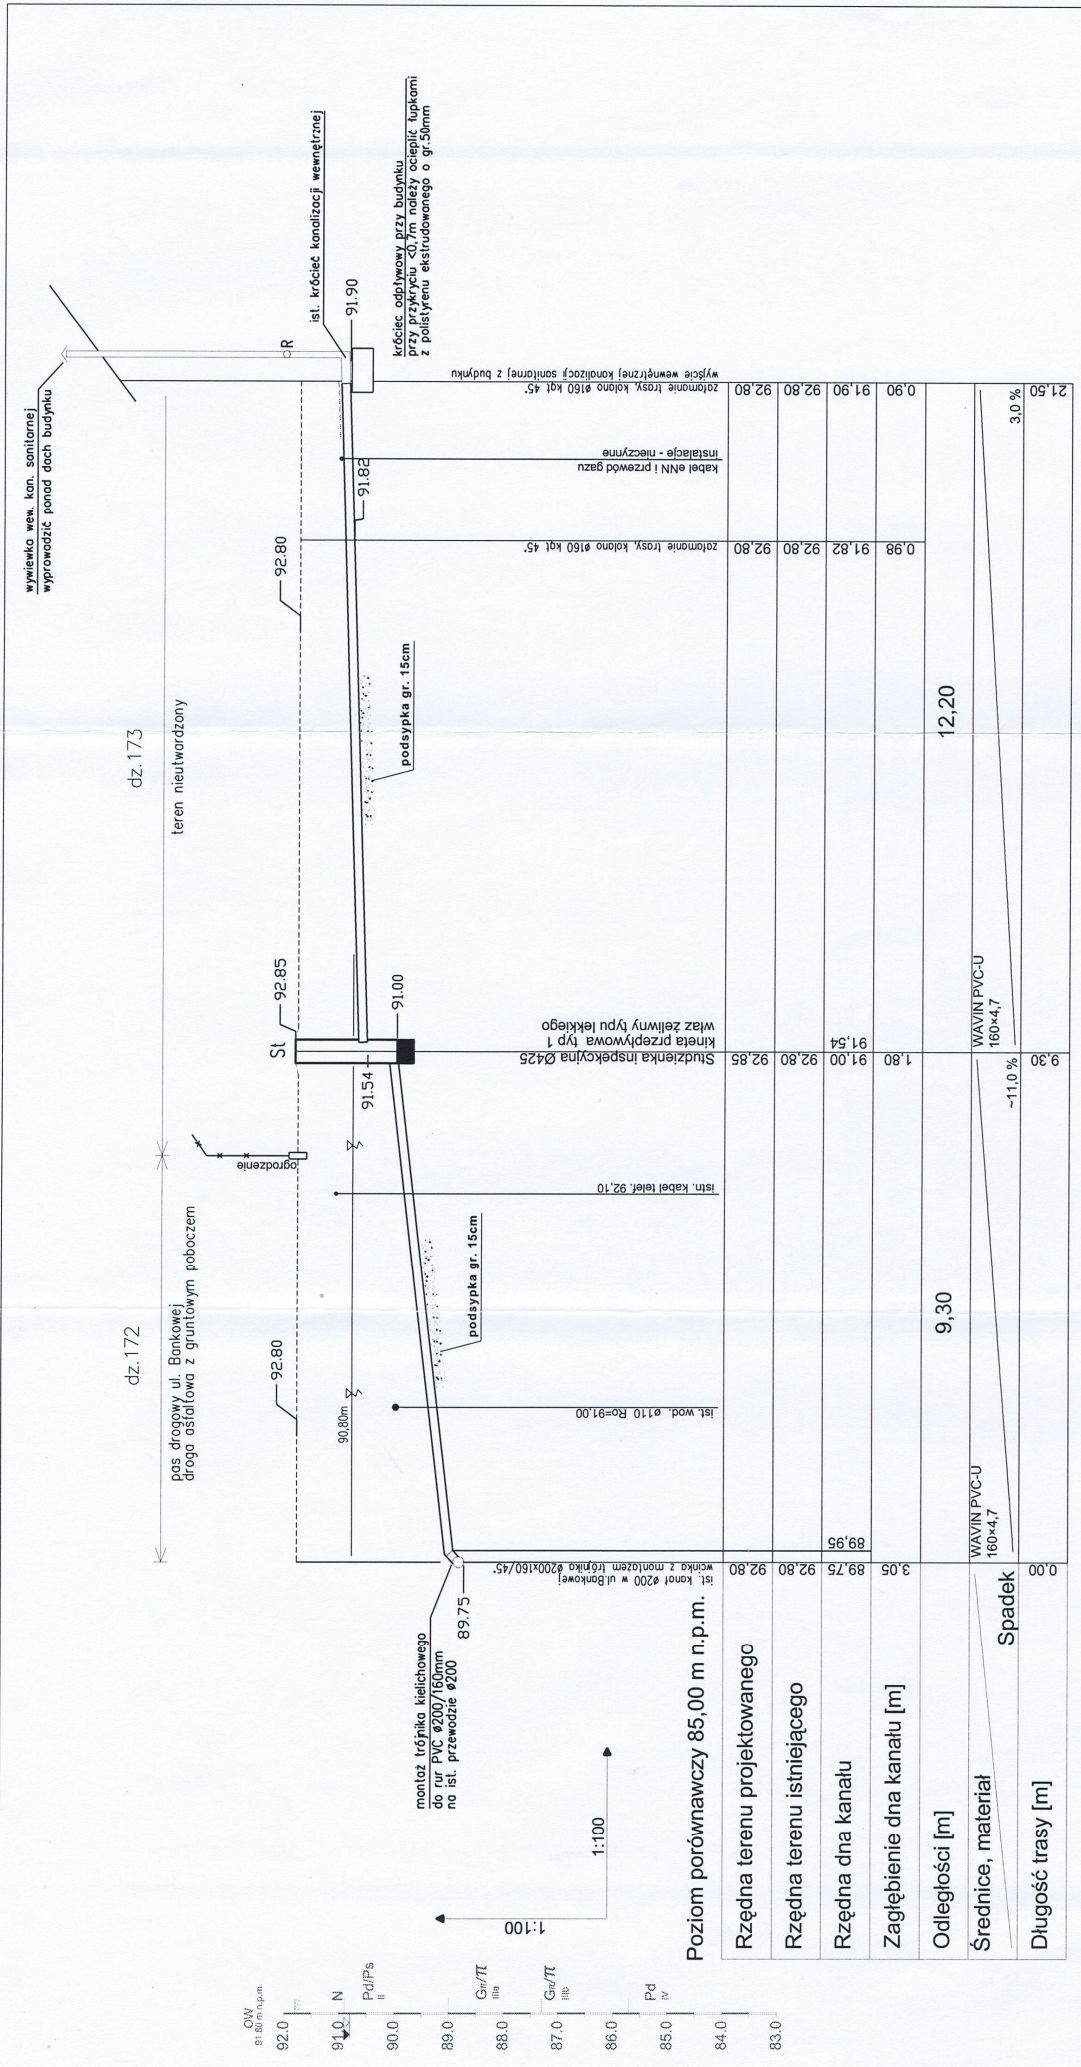 wywiewka wew. kan. sanitarnej
wyprowadzić ponad dach budynku
R
ist. króciec kanalizacji wewnętrznej
91.90
króciec odpływowy przy budynku
przy przykryciu <0,7m należy ocieplić łupkami
z polistyrenu ekstrudowanego o gr.50mm
dz.173
teren nieutwardzony
92.80
91.82
podsypka gr. 15cm
St
92.85
91.54
91.00
ogrodzenie
dz.172
pas drogowy ul. Bankowej
droga asfaltowa z gruntowym poboczem
92.80
90,80m
podsypka gr. 15cm
montaż trójnika kielichowego
do rur PVC ø200/160mm
na ist. przewodzie ø200
89.75
1:100
1:100
OW
91.80 m n.p.m
92.0
91.0
90.0
89.0
88.0
87.0
86.0
85.0
84.0
83.0
N
Pd/Ps
II
Gπ/π
IIIa
Gπ/π
IIIb
Pd
IV
ist. kanał ø200 w ul.Bankowej
wcinka z montażem trójnika ø200x160/45°
ist. wod. ø110 Ro=91,00
istn. kabel telef. 92,10
Studzienka inspekcyjna Ø425
kineta przepływowa typ 1
właz żeliwny typu lekkiego
załamanie trasy, kolano ø160 kąt 45°
kabel eNN i przewód gazu
instalacje - nieczynne
załamanie trasy, kolano ø160 kąt 45°
wyjście wewnętrznej kanalizacji sanitarnej z budynku
Poziom porównawczy 85,00 m n.p.m.
Rzędna terenu projektowanego
92,80
92,85
92,80
92,80
Rzędna terenu istniejącego
92,80
92,80
92,80
92,80
Rzędna dna kanału
89,75
89,95
91,00
91,54
91,82
91,90
Zagłębienie dna kanału [m]
3,05
1,80
0,98
0,90
Odległości [m]
9,30
12,20
Średnice, materiał
Spadek
WAVIN PVC-U
160×4,7
~11,0 %
WAVIN PVC-U
160×4,7
3,0 %
Długość trasy [m]
0,00
9,30
21,50